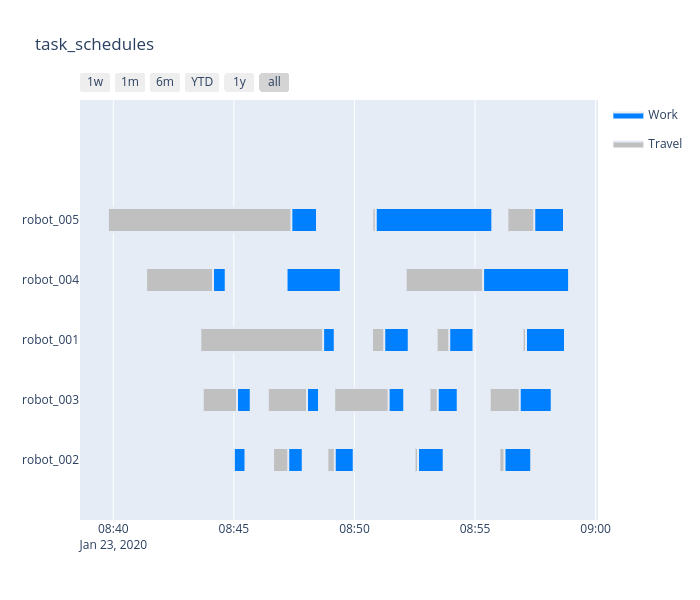 task_schedules
1w 1m 6m YTD 1y all
Work
Travel
robot_005
robot_004
robot_001
robot_003
robot_002
08:40 08:45 08:50 08:55 09:00
Jan 23, 2020